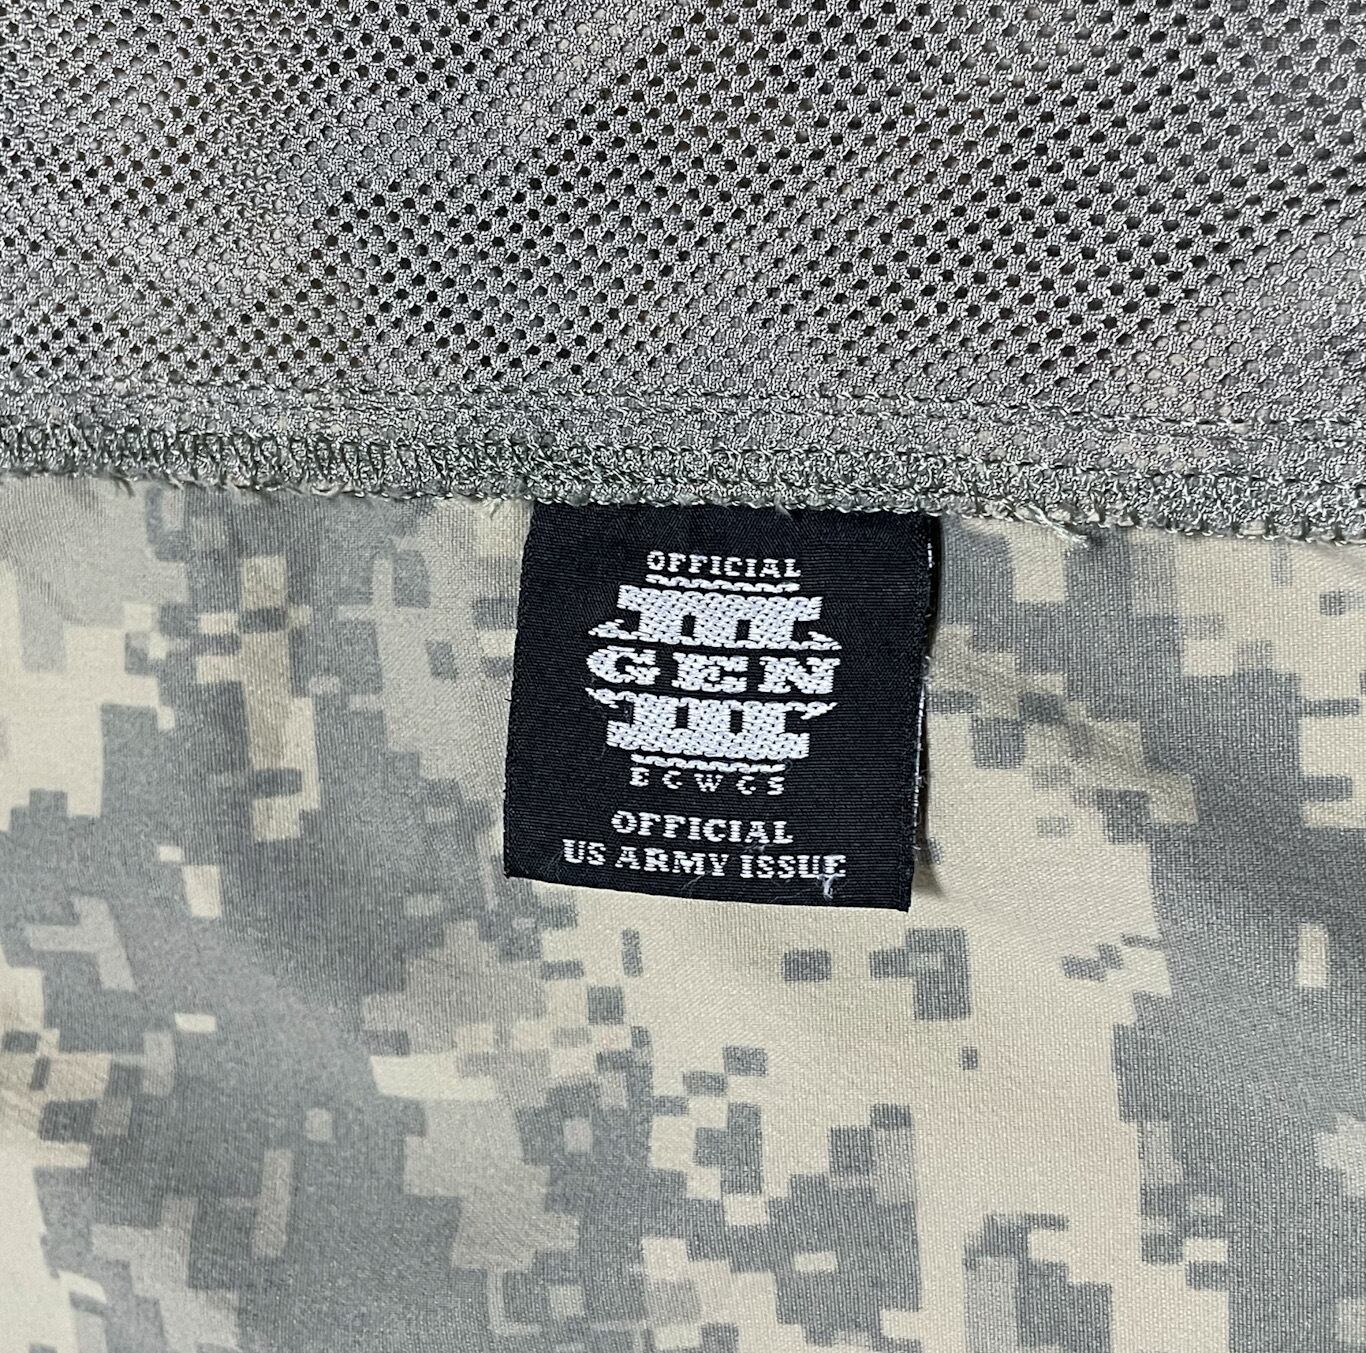 OFFICIAL
III
GEN
III
ECWCS
OFFICIAL
US ARMY ISSUE